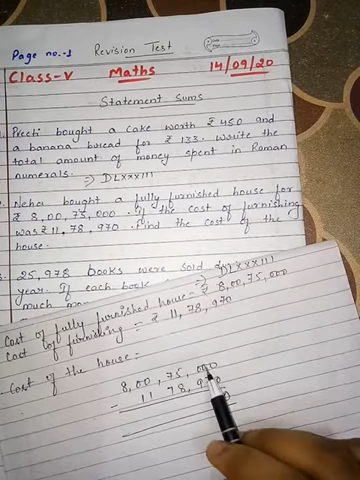 Page no.-1 Revision Test
Class-V Maths 14/09/20
Statement Sums
Preeti bought a cake worth ₹ 450 and
a banana bread for ₹ 133. Write the
total amount of money spent in Roman
numerals. ⇒ DLXXXIII
Neha bought a fully furnished house for
₹ 8,00,75,000. If the cost of furnishing
was ₹ 11,78,970. Find the cost of the
house.
25,978 books were sold
year. If each book
much mon
DLXXXIII
Cost of fully furnished house = ₹ 8,00,75,000
Cost of furnishing = ₹ 11,78,970
Cost of the house =
8,00,75,000
- 11 78,9